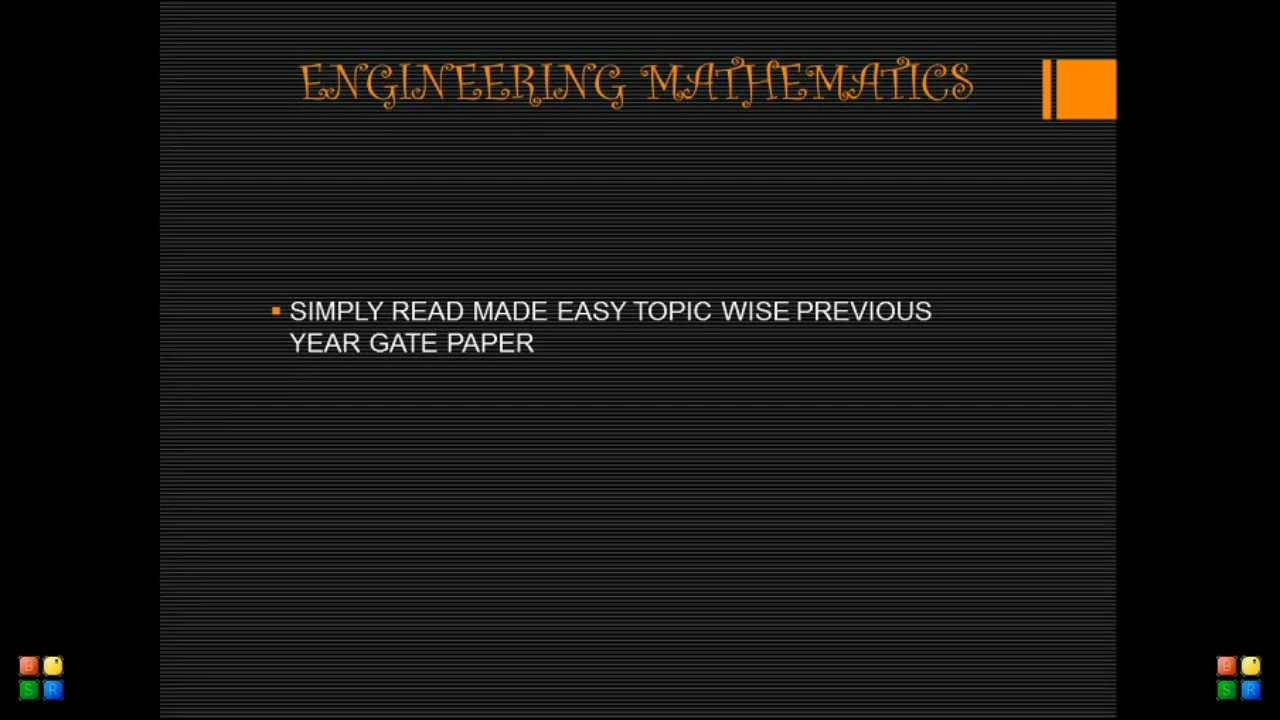 ENGINEERING MATHEMATICS
SIMPLY READ MADE EASY TOPIC WISE PREVIOUS
YEAR GATE PAPER
B
S R
B
S R